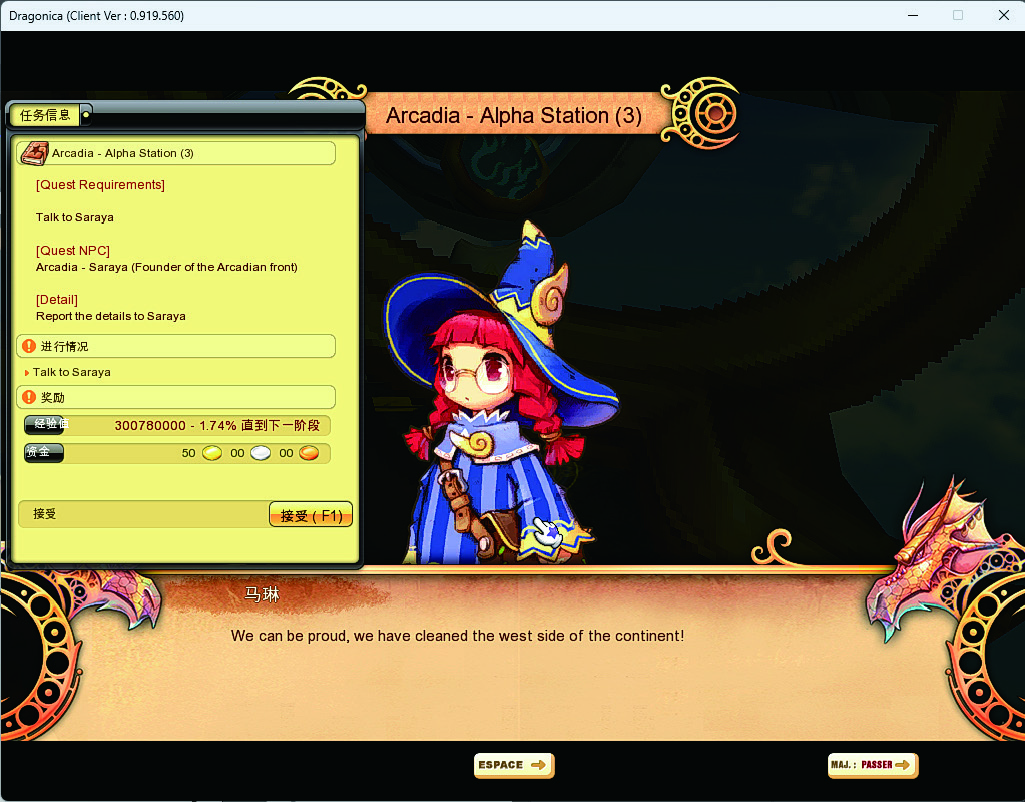 Dragonica (Client Ver : 0.919.560)
Arcadia - Alpha Station (3)
任务信息
Arcadia - Alpha Station (3)
[Quest Requirements]
Talk to Saraya
[Quest NPC]
Arcadia - Saraya (Founder of the Arcadian front)
[Detail]
Report the details to Saraya
进行情况
Talk to Saraya
奖励
经验值 300780000 - 1.74% 直到下一阶段
资金 50 00 00
接受 接受 ( F1)
马琳
We can be proud, we have cleaned the west side of the continent!
ESPACE
MAJ. : PASSER